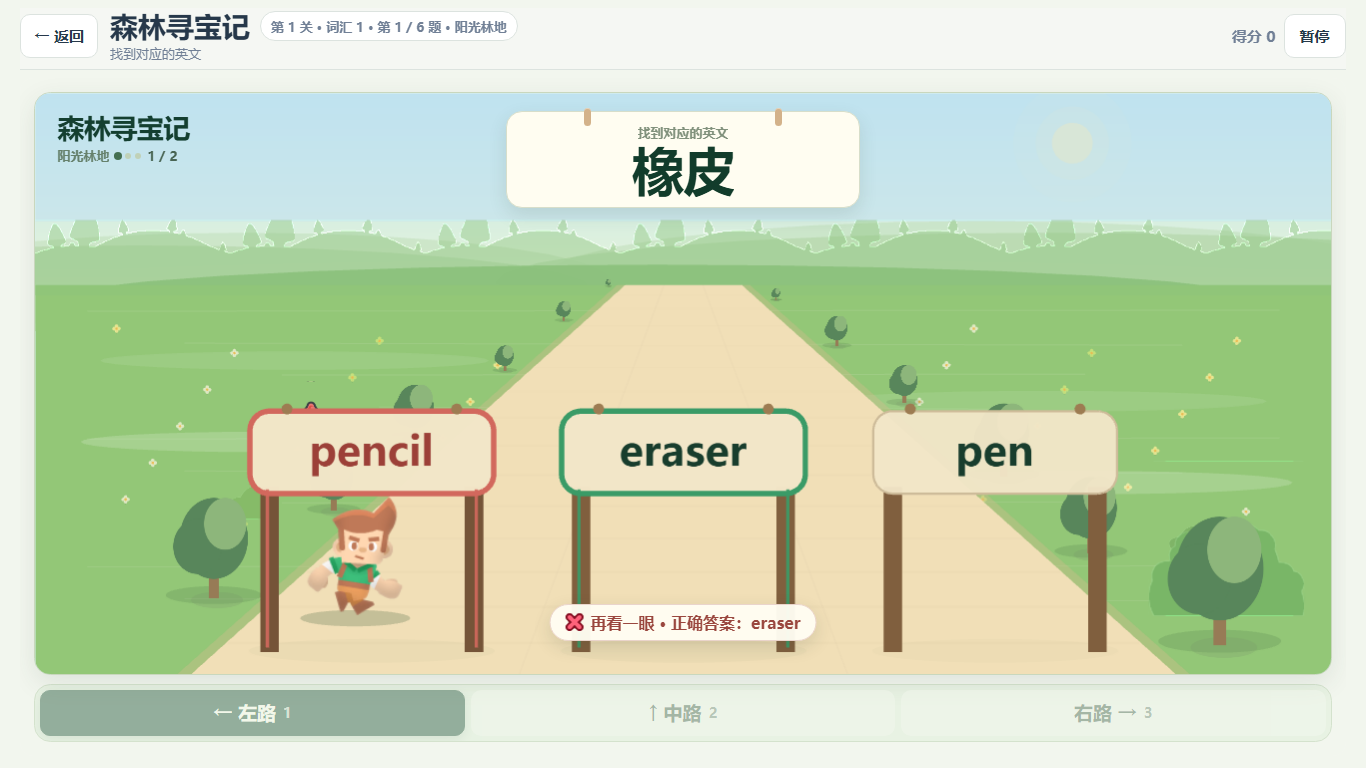 ← 返回
森林寻宝记
第 1 关 • 词汇 1 • 第 1 / 6 题 • 阳光林地
找到对应的英文
得分 0
暂停
森林寻宝记
阳光林地 1 / 2
找到对应的英文
橡皮
pencil
eraser
pen
再看一眼 • 正确答案：eraser
← 左路 1
↑ 中路 2
右路 → 3